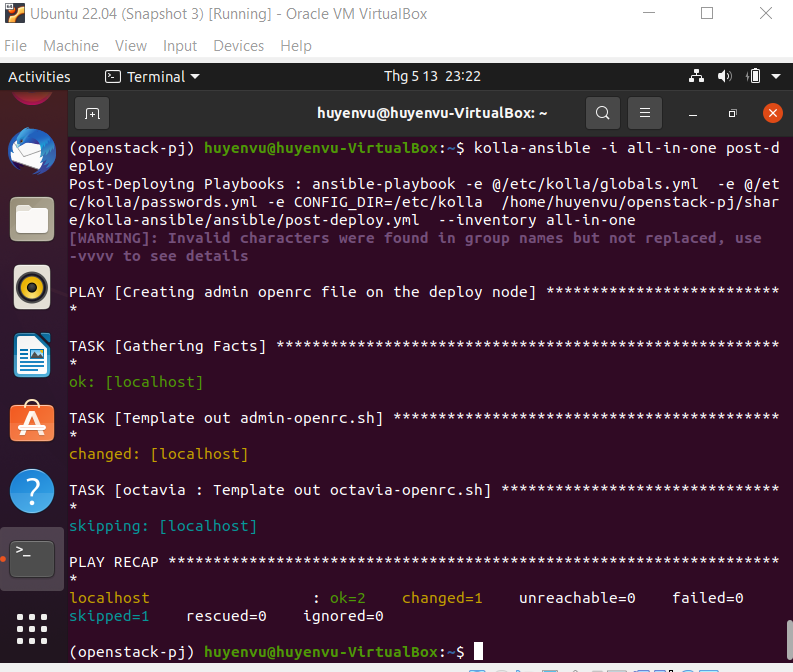 Ubuntu 22.04 (Snapshot 3) [Running] - Oracle VM VirtualBox
File Machine View Input Devices Help
Activities Terminal Thg 5 13 23:22
huyenvu@huyenvu-VirtualBox: ~
(openstack-pj) huyenvu@huyenvu-VirtualBox:~$ kolla-ansible -i all-in-one post-d
eploy
Post-Deploying Playbooks : ansible-playbook -e @/etc/kolla/globals.yml  -e @/et
c/kolla/passwords.yml -e CONFIG_DIR=/etc/kolla  /home/huyenvu/openstack-pj/shar
e/kolla-ansible/ansible/post-deploy.yml  --inventory all-in-one
[WARNING]: Invalid characters were found in group names but not replaced, use
-vvvv to see details
PLAY [Creating admin openrc file on the deploy node] **************************
*
TASK [Gathering Facts] ********************************************************
*
ok: [localhost]
TASK [Template out admin-openrc.sh] *******************************************
*
changed: [localhost]
TASK [octavia : Template out octavia-openrc.sh] *******************************
*
skipping: [localhost]
PLAY RECAP ********************************************************************
*
localhost                  : ok=2    changed=1    unreachable=0    failed=0
skipped=1    rescued=0    ignored=0
(openstack-pj) huyenvu@huyenvu-VirtualBox:~$